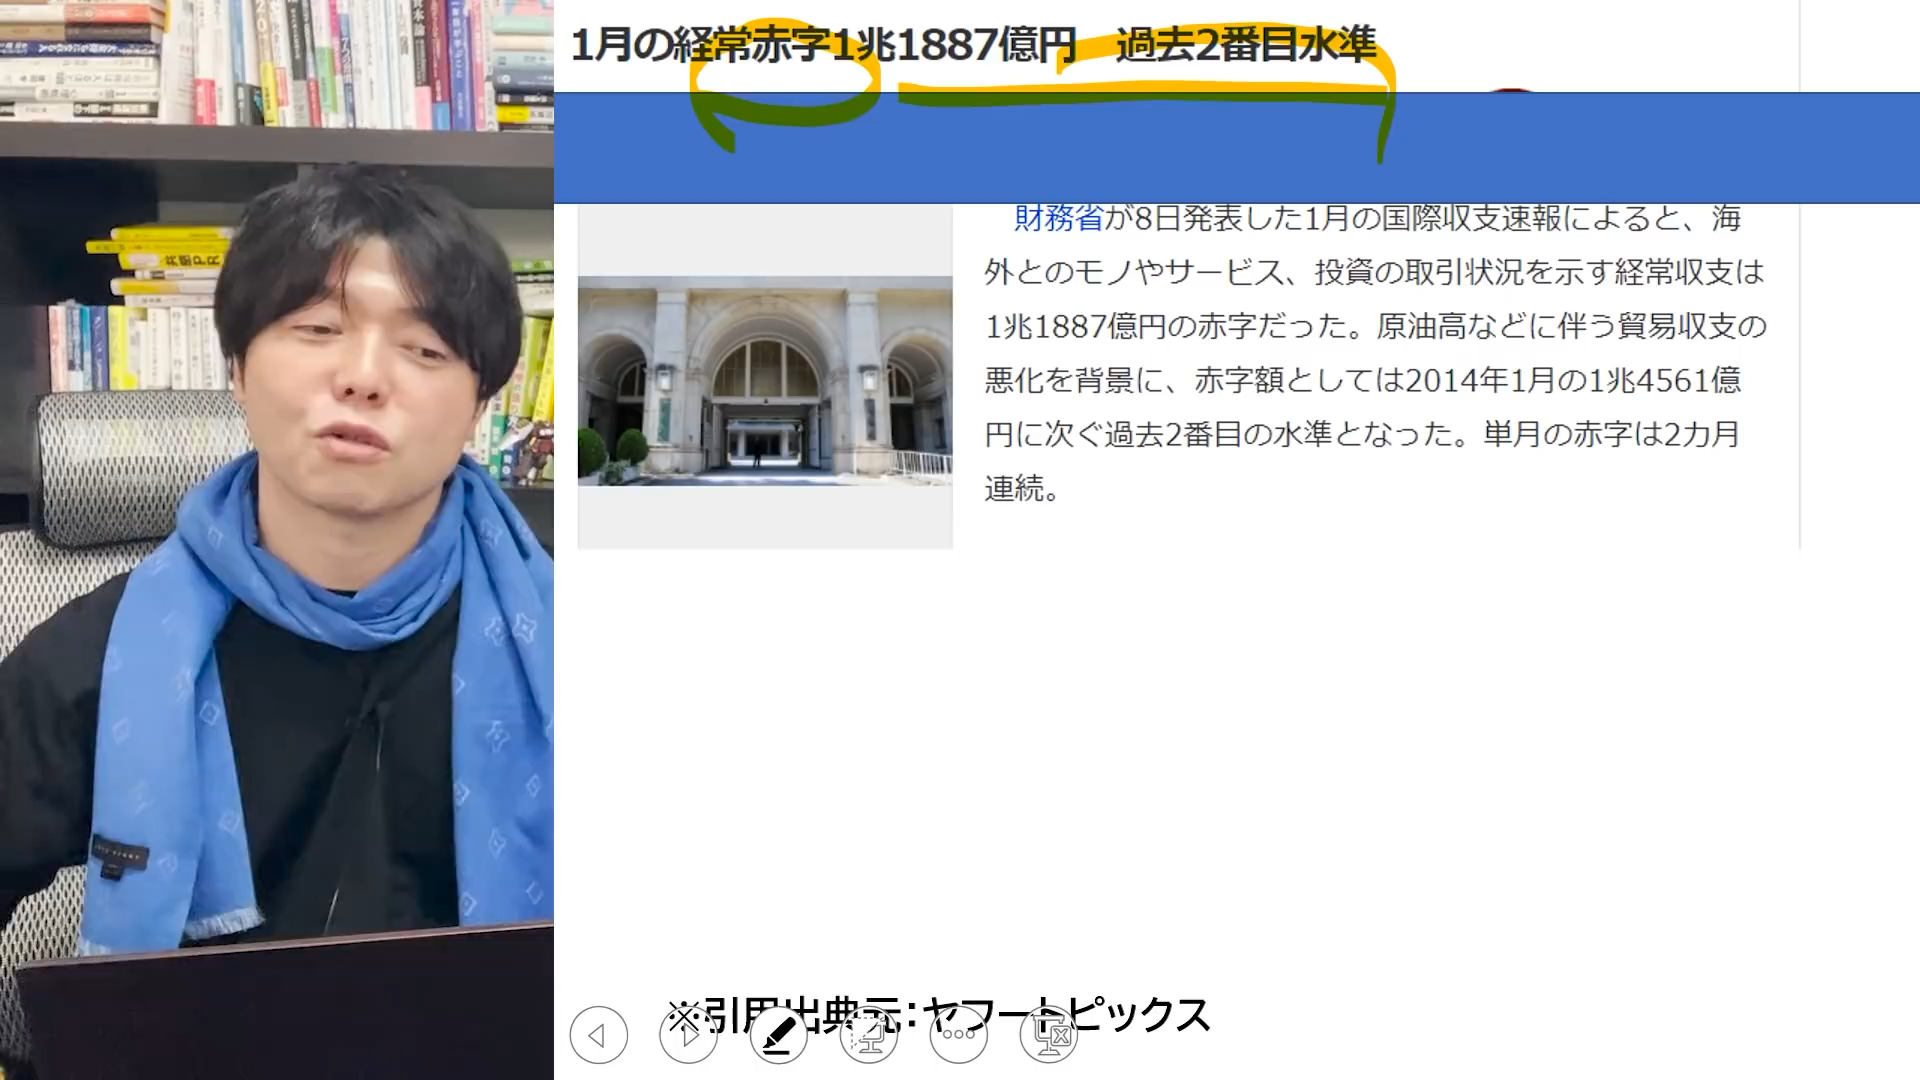 1月の経常赤字1兆1887億円　過去2番目水準
財務省が8日発表した1月の国際収支速報によると、海
外とのモノやサービス、投資の取引状況を示す経常収支は
1兆1887億円の赤字だった。原油高などに伴う貿易収支の
悪化を背景に、赤字額としては2014年1月の1兆4561億
円に次ぐ過去2番目の水準となった。単月の赤字は2カ月
連続。
※引用出典元：ヤフートピックス